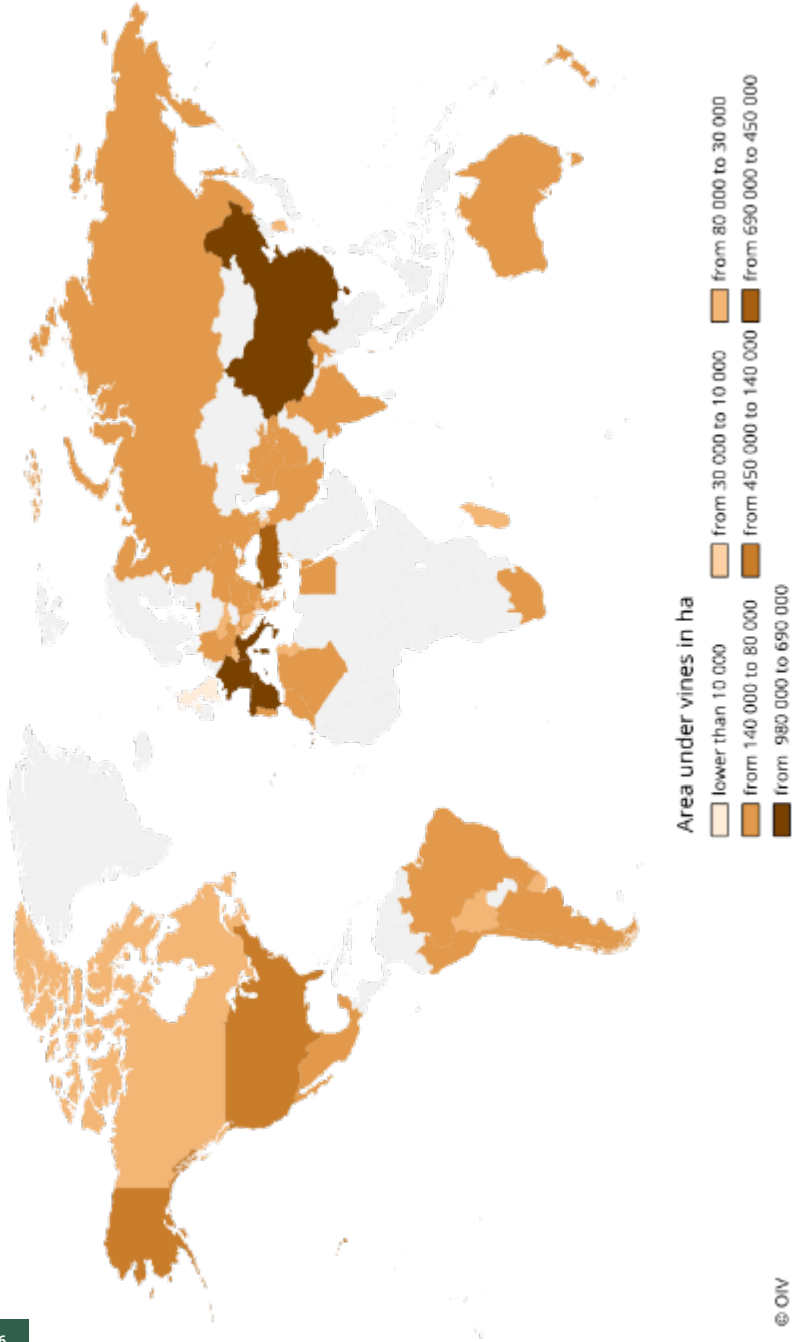 Area under vines in ha
lower than 10 000
from 30 000 to 10 000
from 80 000 to 30 000
from 140 000 to 80 000
from 450 000 to 140 000
from 690 000 to 450 000
from 980 000 to 690 000
© OIV